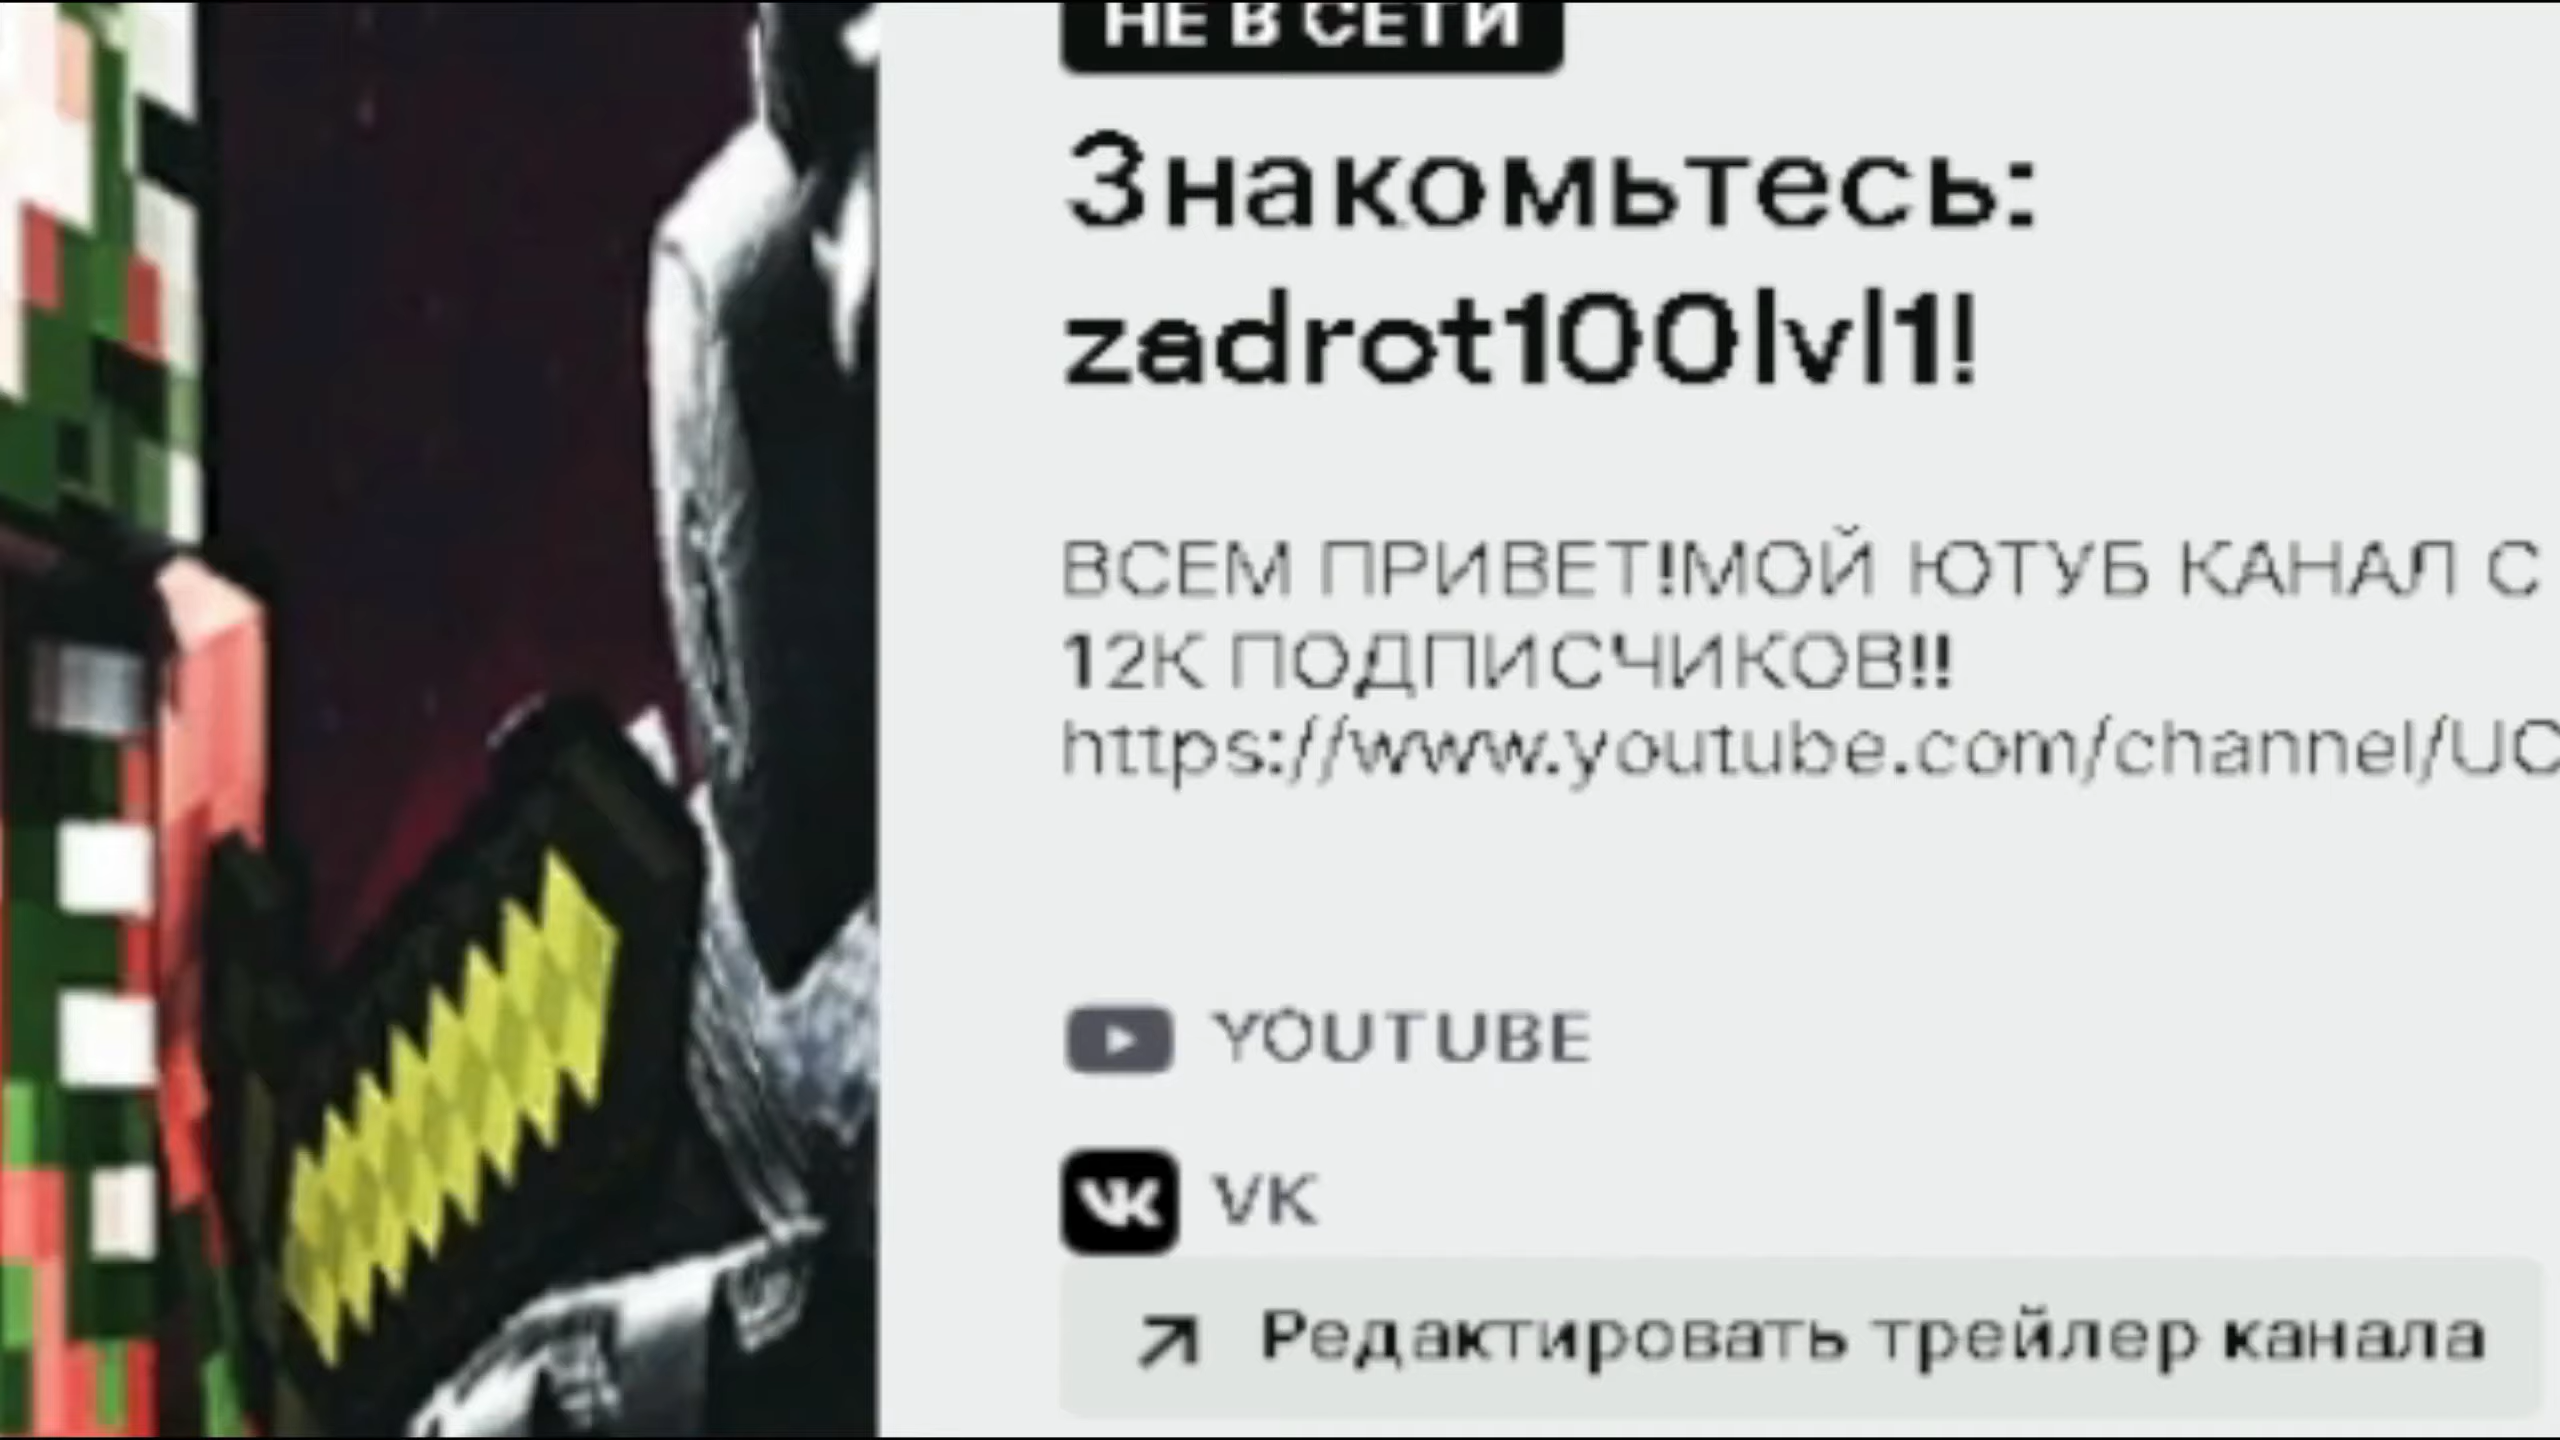 НЕ В СЕТИ
Знакомьтесь:
zadrot100lvl1!
ВСЕМ ПРИВЕТ!МОЙ ЮТУБ КАНАЛ С
12К ПОДПИСЧИКОВ!!
https://www.youtube.com/channel/UC
YOUTUBE
VK
Редактировать трейлер канала